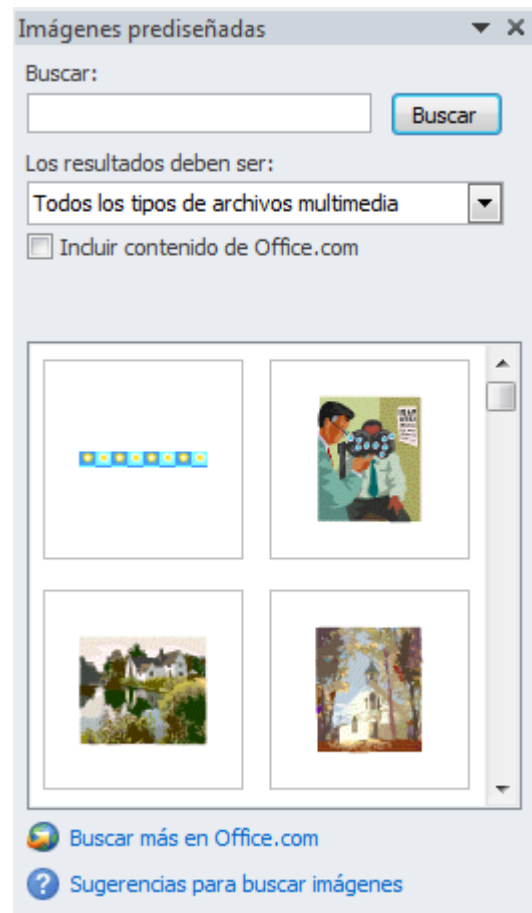 Imágenes prediseñadas
Buscar:
Buscar
Los resultados deben ser:
Todos los tipos de archivos multimedia
Incluir contenido de Office.com
Buscar más en Office.com
Sugerencias para buscar imágenes